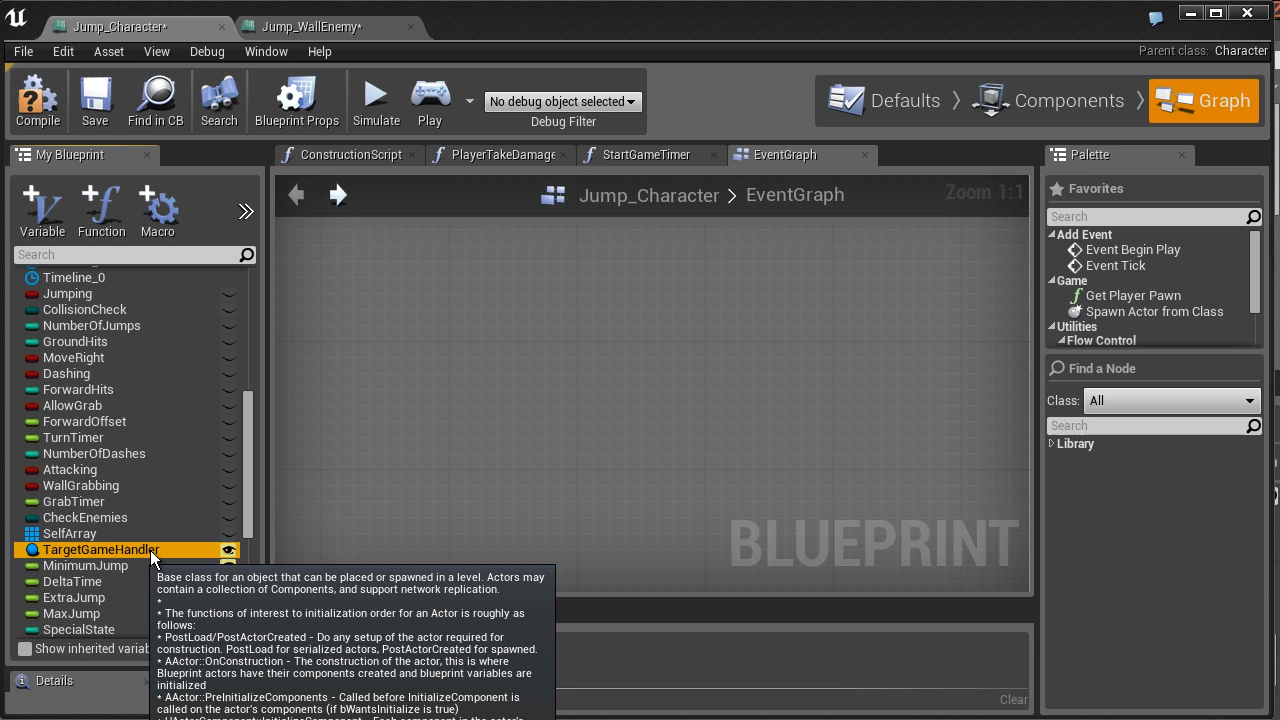 Jump_Character*
Jump_WallEnemy*
File Edit Asset View Debug Window Help
Parent class: Character
Compile
Save
Find in CB
Search
Blueprint Props
Simulate
Play
No debug object selected
Debug Filter
Defaults
Components
Graph
My Blueprint
ConstructionScript
PlayerTakeDamage
StartGameTimer
EventGraph
Palette
Variable
Function
Macro
Search
Timeline_0
Jumping
CollisionCheck
NumberOfJumps
GroundHits
MoveRight
Dashing
ForwardHits
AllowGrab
ForwardOffset
TurnTimer
NumberOfDashes
Attacking
WallGrabbing
GrabTimer
CheckEnemies
SelfArray
TargetGameHandler
MinimumJump
DeltaTime
ExtraJump
MaxJump
SpecialState
Show inherited variab
Details
Jump_Character > EventGraph
Zoom 1:1
BLUEPRINT
Base class for an object that can be placed or spawned in a level. Actors may
contain a collection of Components, and support network replication.
*
* The functions of interest to initialization order for an Actor is roughly as
follows:
* PostLoad/PostActorCreated - Do any setup of the actor required for
construction. PostLoad for serialized actors, PostActorCreated for spawned.
* AActor::OnConstruction - The construction of the actor, this is where
Blueprint actors have their components created and blueprint variables are
initialized
* AActor::PreInitializeComponents - Called before InitializeComponent is
called on the actor's components (if bWantsInitialize is true)
Clear
Favorites
Search
Add Event
Event Begin Play
Event Tick
Game
Get Player Pawn
Spawn Actor from Class
Utilities
Flow Control
Find a Node
Class: All
Search
Library